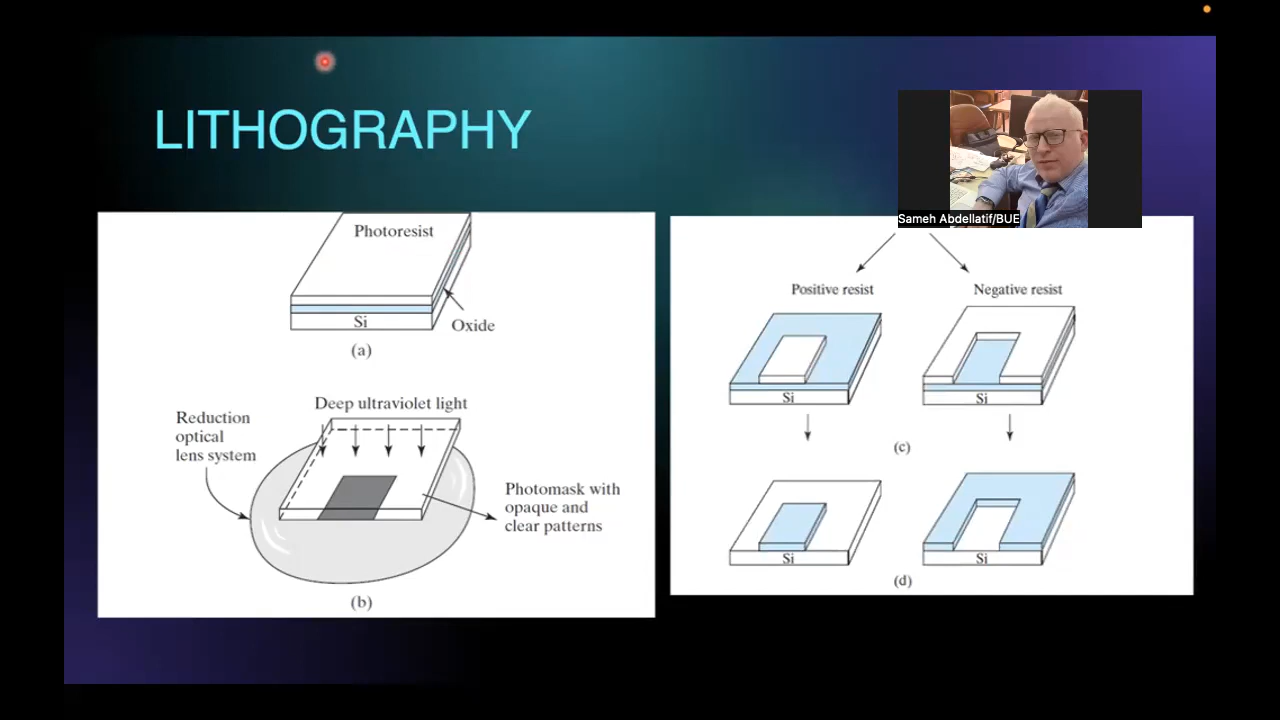 LITHOGRAPHY
Sameh Abdellatif/BUE
Photoresist
Si
Oxide
(a)
Deep ultraviolet light
Reduction
optical
lens system
Photomask with
opaque and
clear patterns
(b)
Positive resist
Negative resist
Si
Si
(c)
Si
Si
(d)